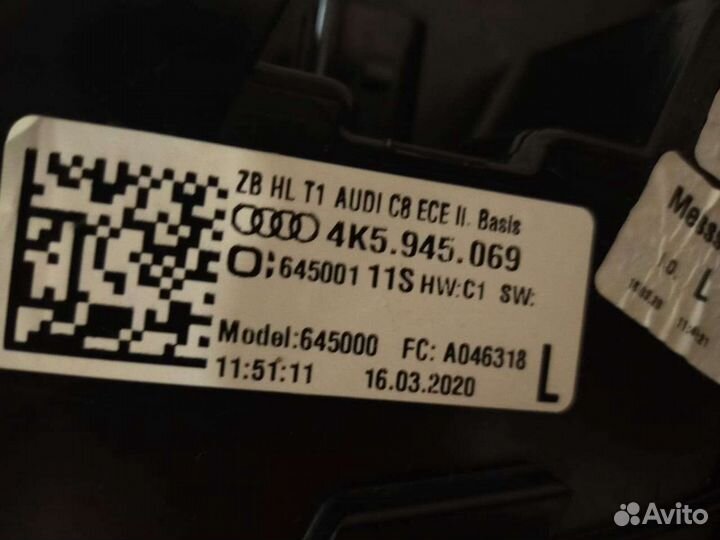 ZB HL T1 AUDI C8 ECE II. Basis
4K5.945.069
645001 11S HW:C1 SW:
Model:645000 FC: A046318
11:51:11 16.03.2020 L
I.O. L
Avito